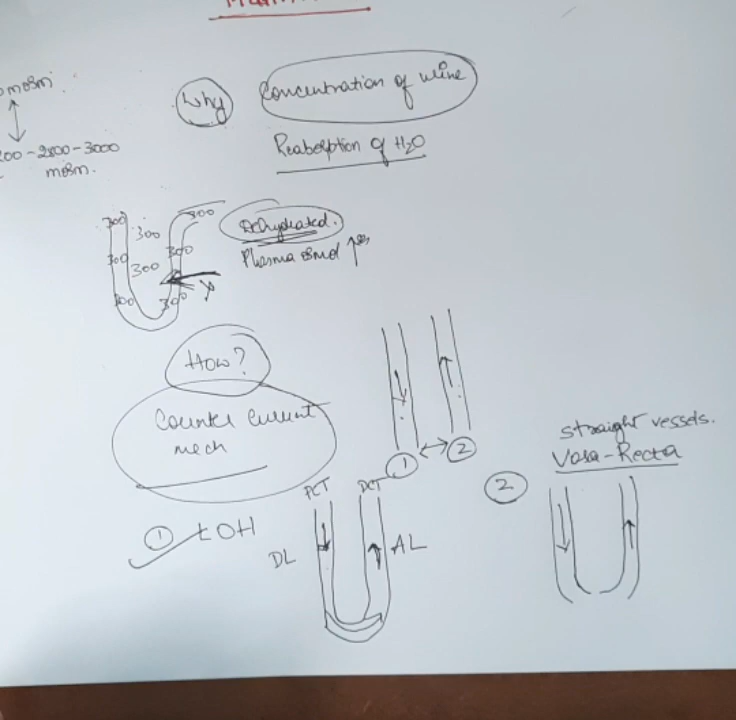 mosm
Why
Concentration of urine
Reabsorption of H2O
00-2800-3000
mosm.
300
300
300
Dehydrated.
300
300
300
Plasma osmol ↑
300
300
How?
Counter Current
mech
① LOH
① ↔ ②
PCT DCT
DL
AL
②
straight vessels.
Vasa-Recta